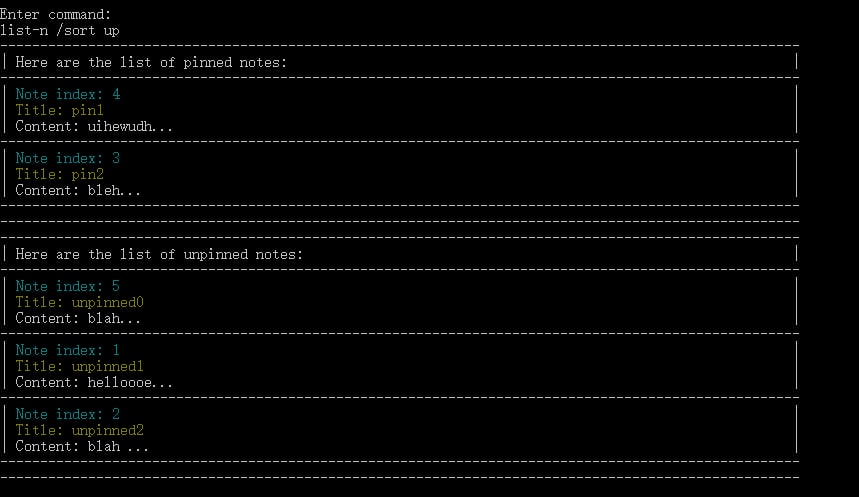 Enter command:
list-n /sort up
Here are the list of pinned notes:
Note index: 4
Title: pin1
Content: uihewudh...
Note index: 3
Title: pin2
Content: bleh...
Here are the list of unpinned notes:
Note index: 5
Title: unpinned0
Content: blah...
Note index: 1
Title: unpinned1
Content: helloooe...
Note index: 2
Title: unpinned2
Content: blah ...